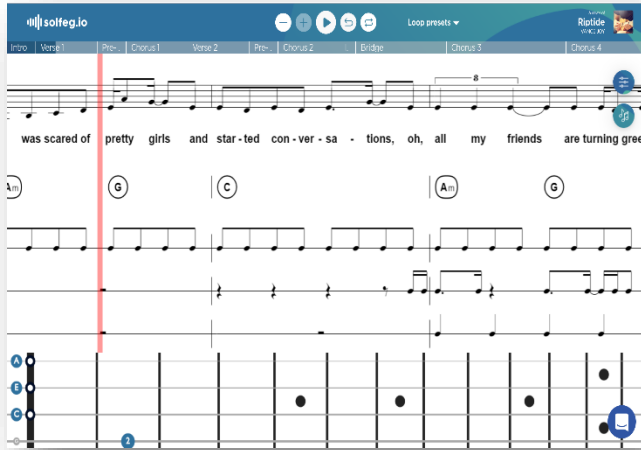 solfeg.io
Loop presets
Riptide
VANCE JOY
Intro Verse 1 Pre-. Chorus 1 Verse 2 Pre-. Chorus 2 L Bridge Chorus 3 Chorus 4
8
was scared of pretty girls and star-ted con-ver-sa-tions, oh, all my friends are turning gree
Am G C Am G
A
E
C
G
2